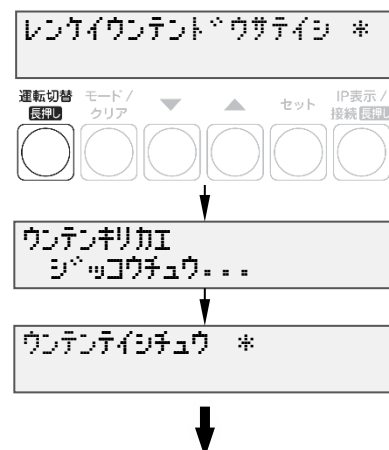 レンケイウンテントﾞウサテイシ ＊
運転切替 モード/ ▼ ▲ セット IP表示/
長押し クリア 接続 長押し
ウンテンキリカエ
シﾞッコウチュウ...
ウンテンテイシチュウ ＊